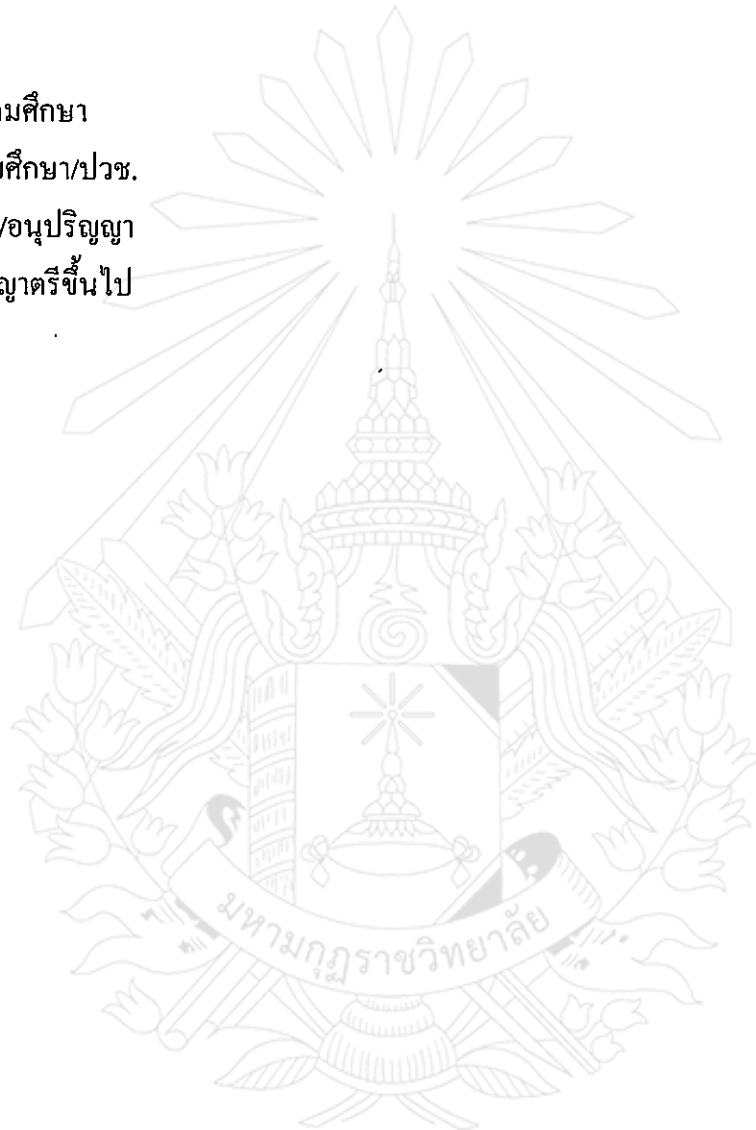 ามศึกษา
มศึกษา/ปวช.
/อนุปริญญา
ญาตรีขึ้นไป
มหามกุฏราชวิทยาลัย